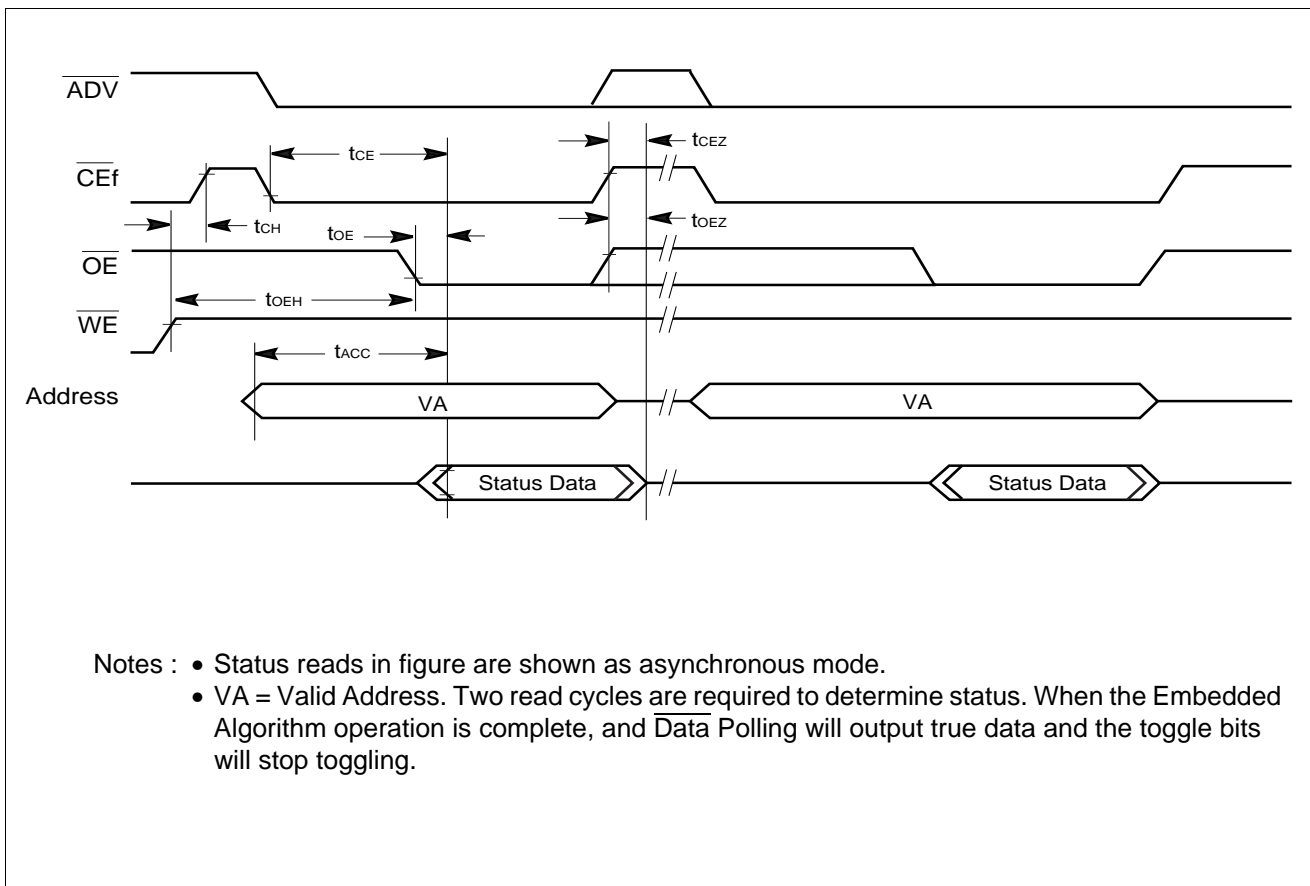 ADV
tCEZ
tCE
CEf
tCH
tOE
tOEZ
OE
tOEH
WE
tACC
Address
VA
VA
Status Data
Status Data
Notes : • Status reads in figure are shown as asynchronous mode.
• VA = Valid Address. Two read cycles are required to determine status. When the Embedded
Algorithm operation is complete, and Data Polling will output true data and the toggle bits
will stop toggling.